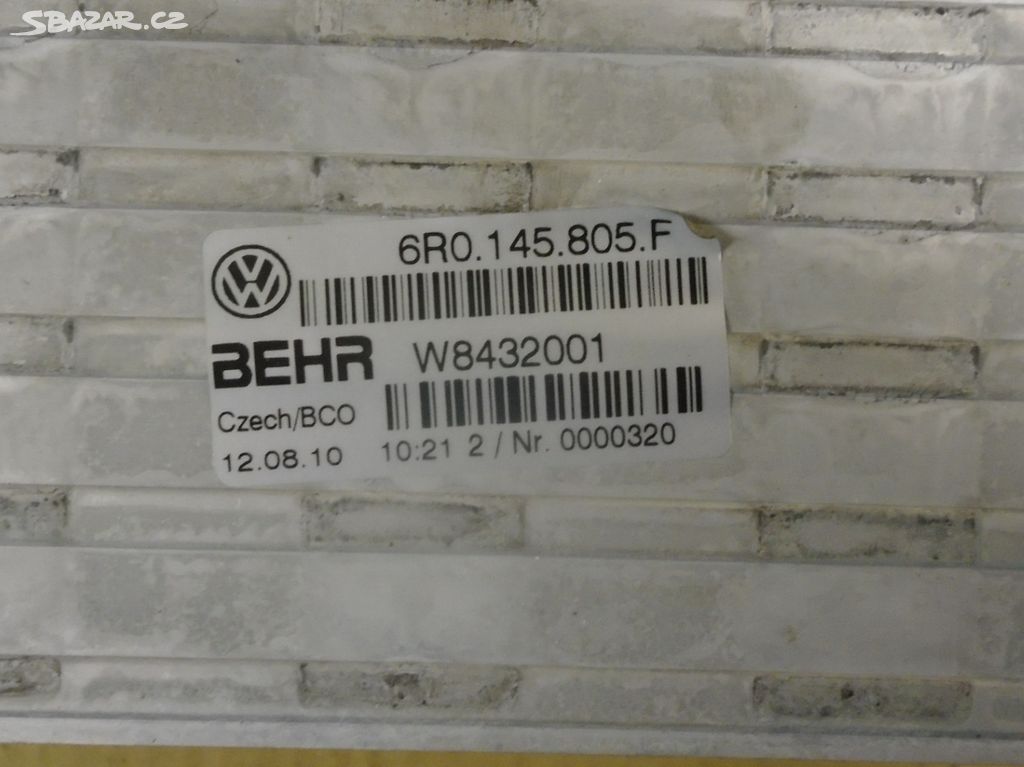 SBAZAR.CZ
6R0.145.805.F
BEHR W8432001
Czech/BCO
12.08.10 10:21 2 / Nr. 0000320